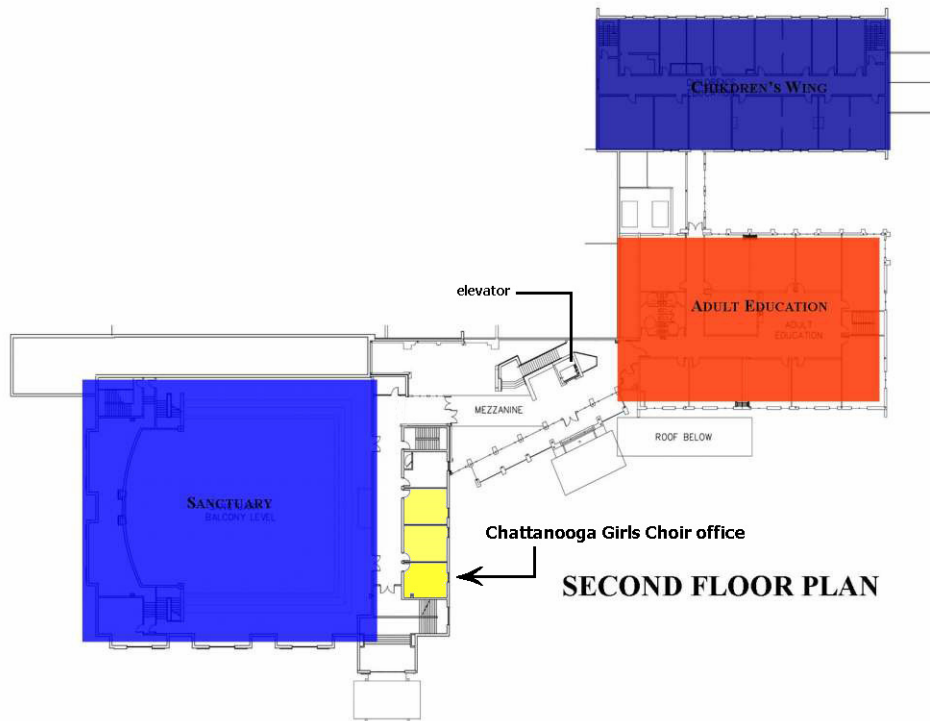 CHIKDREN'S WING
ADULT EDUCATION
ADULT
EDUCATION
elevator
MEZZANINE
ROOF BELOW
SANCTUARY
BALCONY LEVEL
Chattanooga Girls Choir office
SECOND FLOOR PLAN